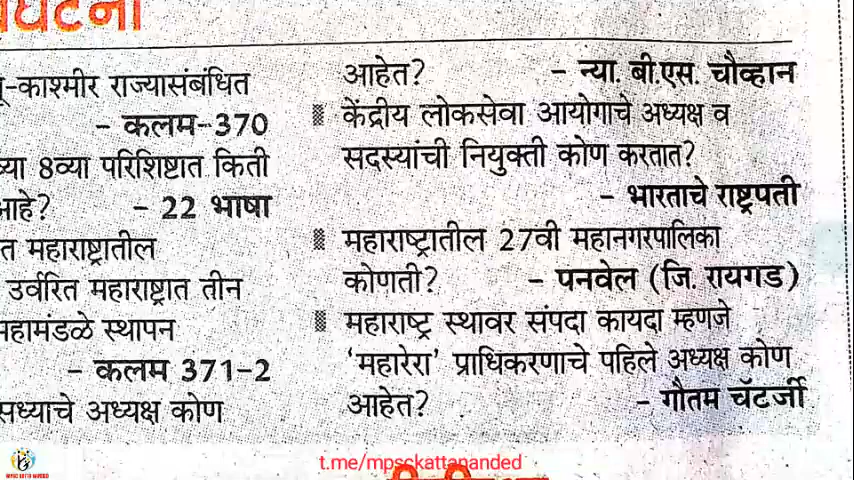 घटना
-काश्मीर राज्यासंबंधित
- कलम-370
व्या 8व्या परिशिष्टात किती
आहे? - 22 भाषा
त महाराष्ट्रातील
उर्वरित महाराष्ट्रात तीन
महामंडळे स्थापन
- कलम 371-2
सध्याचे अध्यक्ष कोण
आहेत? - न्या. बी.एस. चौव्हान
केंद्रीय लोकसेवा आयोगाचे अध्यक्ष व
सदस्यांची नियुक्ती कोण करतात?
- भारताचे राष्ट्रपती
महाराष्ट्रातील 27वी महानगरपालिका
कोणती? - पनवेल (जि. रायगड)
महाराष्ट्र स्थावर संपदा कायदा म्हणजे
'महारेरा' प्राधिकरणाचे पहिले अध्यक्ष कोण
आहेत? - गौतम चॅटर्जी
t.me/mpsckattananded